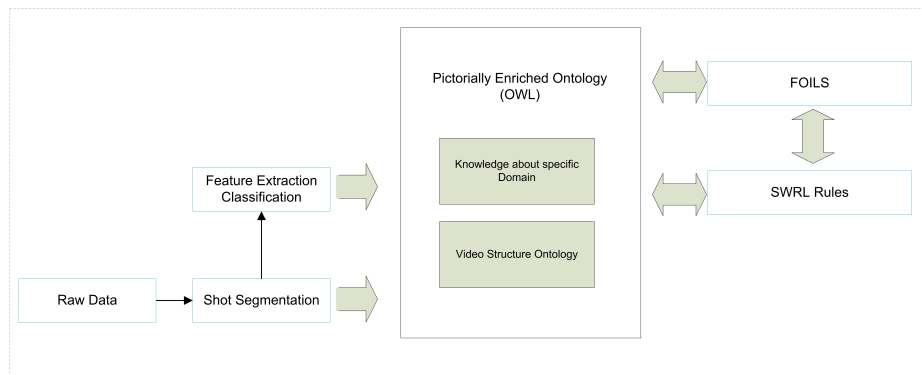 Pictorially Enriched Ontology
(OWL)
Knowledge about specific
Domain
Video Structure Ontology
Feature Extraction
Classification
Raw Data
Shot Segmentation
FOILS
SWRL Rules